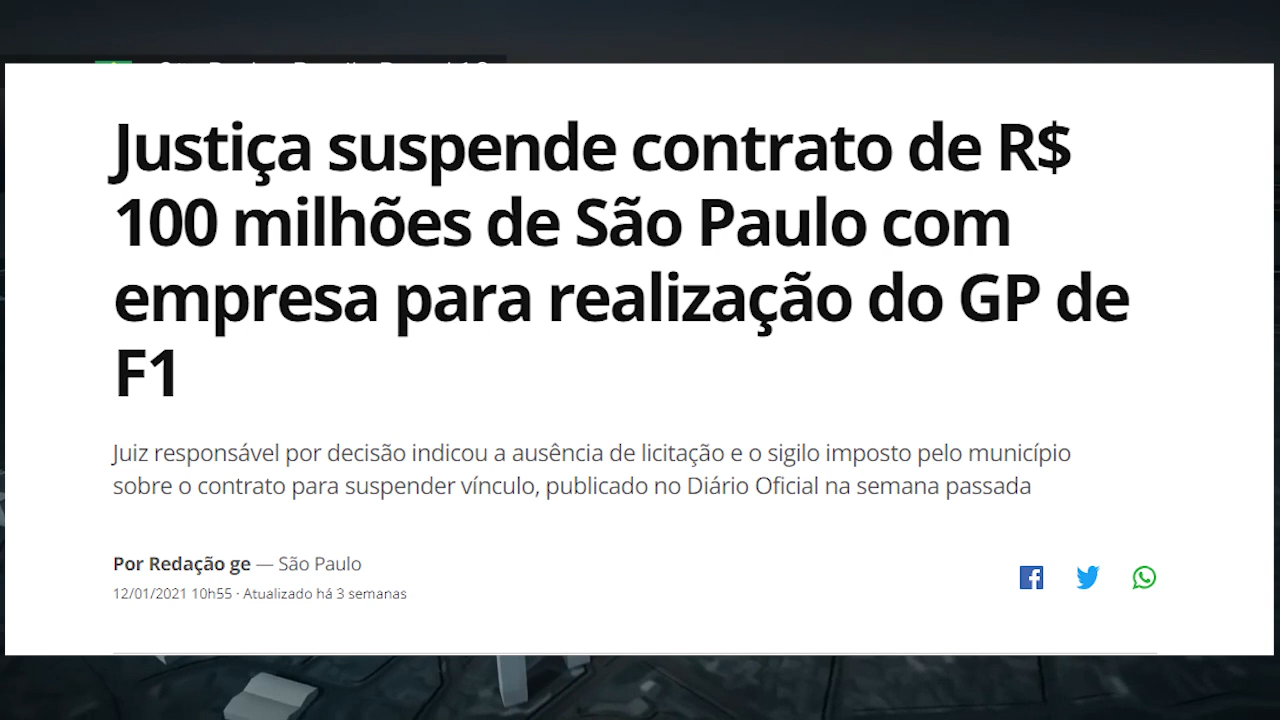 Justiça suspende contrato de R$
100 milhões de São Paulo com
empresa para realização do GP de
F1
Juiz responsável por decisão indicou a ausência de licitação e o sigilo imposto pelo município
sobre o contrato para suspender vínculo, publicado no Diário Oficial na semana passada
Por Redação ge — São Paulo
12/01/2021 10h55 · Atualizado há 3 semanas